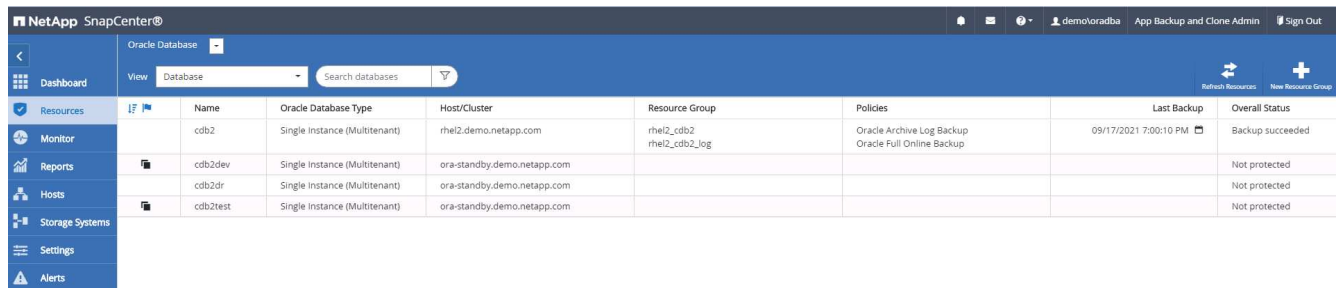 NetApp SnapCenter®
demo\oradba App Backup and Clone Admin Sign Out
Oracle Database
View Database Search databases
Refresh Resources New Resource Group
Dashboard
Resources
Monitor
Reports
Hosts
Storage Systems
Settings
Alerts
Name Oracle Database Type Host/Cluster Resource Group Policies Last Backup Overall Status
cdb2 Single Instance (Multitenant) rhel2.demo.netapp.com rhel2_cdb2 Oracle Archive Log Backup 09/17/2021 7:00:10 PM Backup succeeded
rhel2_cdb2_log Oracle Full Online Backup
cdb2dev Single Instance (Multitenant) ora-standby.demo.netapp.com Not protected
cdb2dr Single Instance (Multitenant) ora-standby.demo.netapp.com Not protected
cdb2test Single Instance (Multitenant) ora-standby.demo.netapp.com Not protected